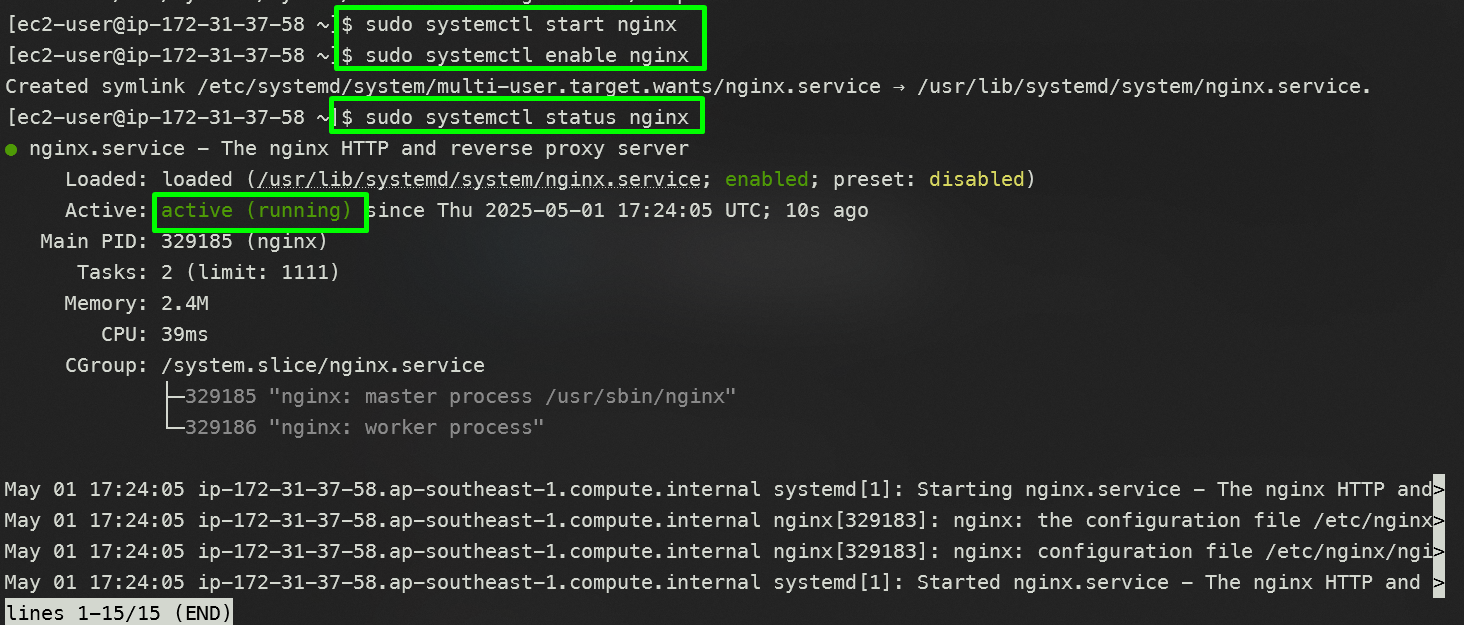 [ec2-user@ip-172-31-37-58 ~]$ sudo systemctl start nginx
[ec2-user@ip-172-31-37-58 ~]$ sudo systemctl enable nginx
Created symlink /etc/systemd/system/multi-user.target.wants/nginx.service → /usr/lib/systemd/system/nginx.service.
[ec2-user@ip-172-31-37-58 ~]$ sudo systemctl status nginx
● nginx.service - The nginx HTTP and reverse proxy server
Loaded: loaded (/usr/lib/systemd/system/nginx.service; enabled; preset: disabled)
Active: active (running) since Thu 2025-05-01 17:24:05 UTC; 10s ago
Main PID: 329185 (nginx)
Tasks: 2 (limit: 1111)
Memory: 2.4M
CPU: 39ms
CGroup: /system.slice/nginx.service
├─329185 "nginx: master process /usr/sbin/nginx"
└─329186 "nginx: worker process"
May 01 17:24:05 ip-172-31-37-58.ap-southeast-1.compute.internal systemd[1]: Starting nginx.service - The nginx HTTP and>
May 01 17:24:05 ip-172-31-37-58.ap-southeast-1.compute.internal nginx[329183]: nginx: the configuration file /etc/nginx>
May 01 17:24:05 ip-172-31-37-58.ap-southeast-1.compute.internal nginx[329183]: nginx: configuration file /etc/nginx/ngi>
May 01 17:24:05 ip-172-31-37-58.ap-southeast-1.compute.internal systemd[1]: Started nginx.service - The nginx HTTP and >
lines 1-15/15 (END)